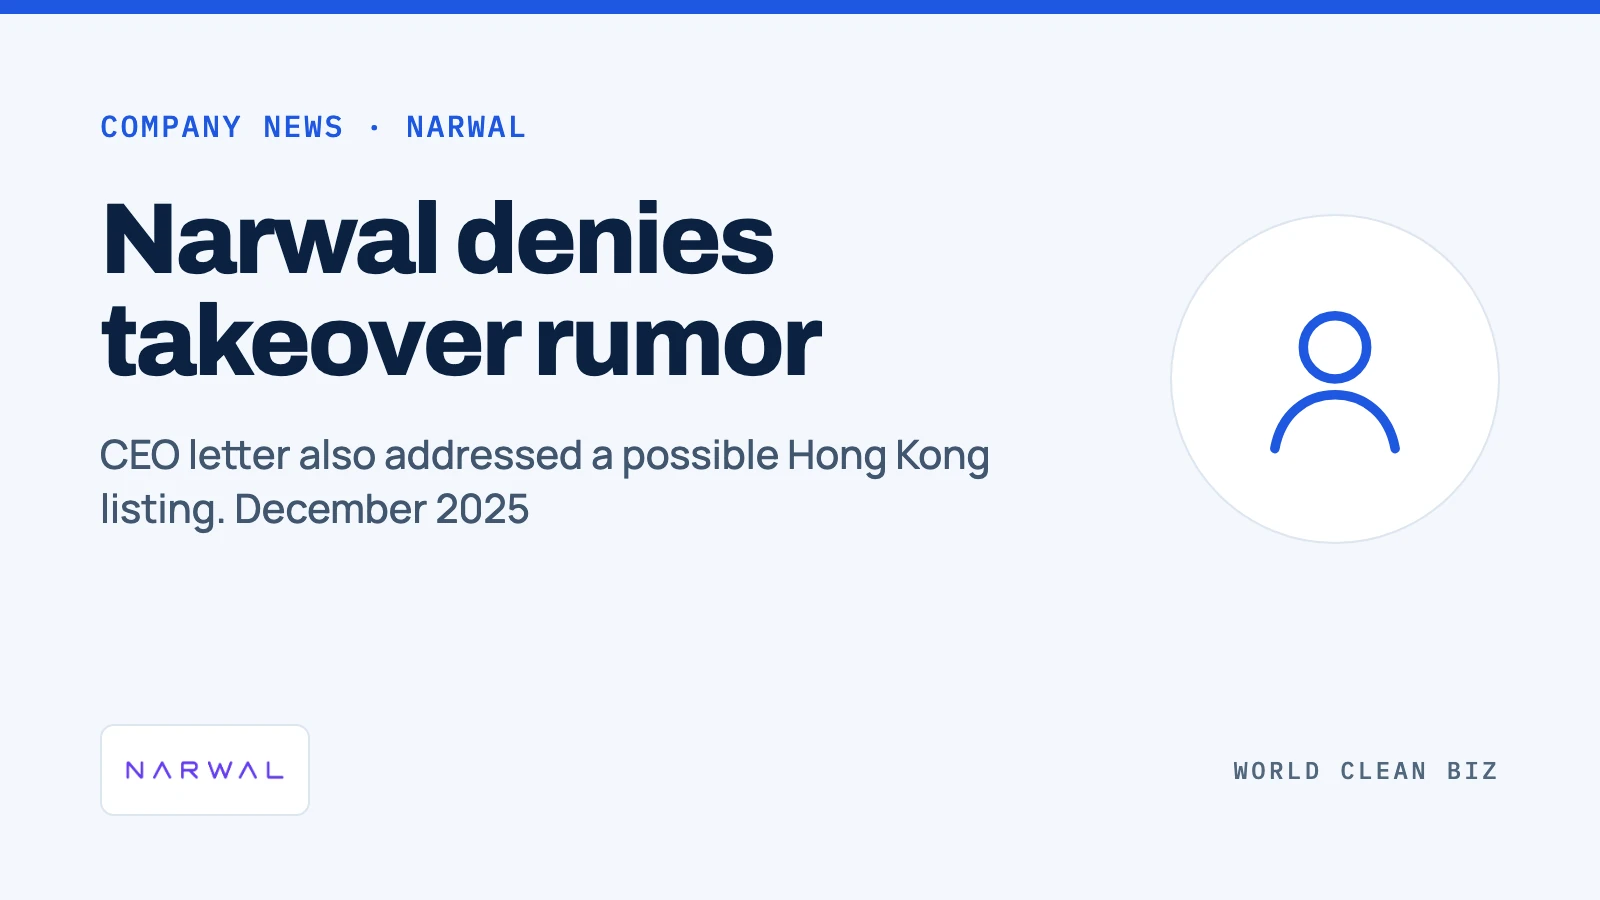 COMPANY NEWS · NARWAL
Narwal denies
takeover rumor
CEO letter also addressed a possible Hong Kong
listing. December 2025
NARWAL
WORLD CLEAN BIZ